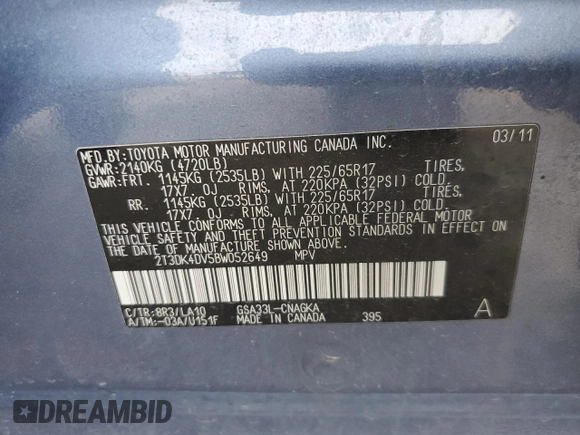 MFD.BY:TOYOTA MOTOR MANUFACTURING CANADA INC. 03/11
GVWR:2140KG (4720LB)
GAWR:FRT. 1145KG (2535LB) WITH 225/65R17 TIRES,
17X7. 0J RIMS, AT 220KPA (32PSI) COLD
RR. 1145KG (2535LB) WITH 225/65R17 TIRES,
17X7. 0J RIMS, AT 220KPA (32PSI) COLD.
THIS VEHICLE CONFORMS TO ALL APPLICABLE FEDERAL MOTOR
VEHICLE SAFETY AND THEFT PREVENTION STANDARDS IN EFFECT ON
THE DATE OF MANUFACTURE SHOWN ABOVE.
2T3DK4DV5BW052649 MPV
C/TR:8R3/LA10 GSA33L-CNAGKA A
A/TM:-03A/U151F MADE IN CANADA 395
DREAMBID